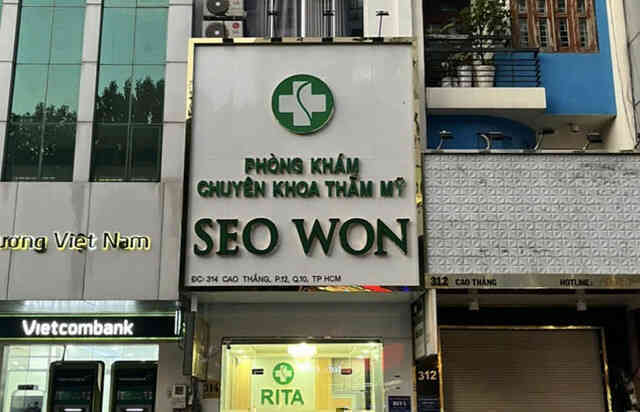 PHÒNG KHÁM
CHUYÊN KHOA THẨM MỸ
SEO WON
ĐC: 314 CAO THẮNG, P.12, Q.10, TP HCM
ương Việt Nam
Vietcombank
RITA
312 CAO THẮNG
HOTLINE:
312